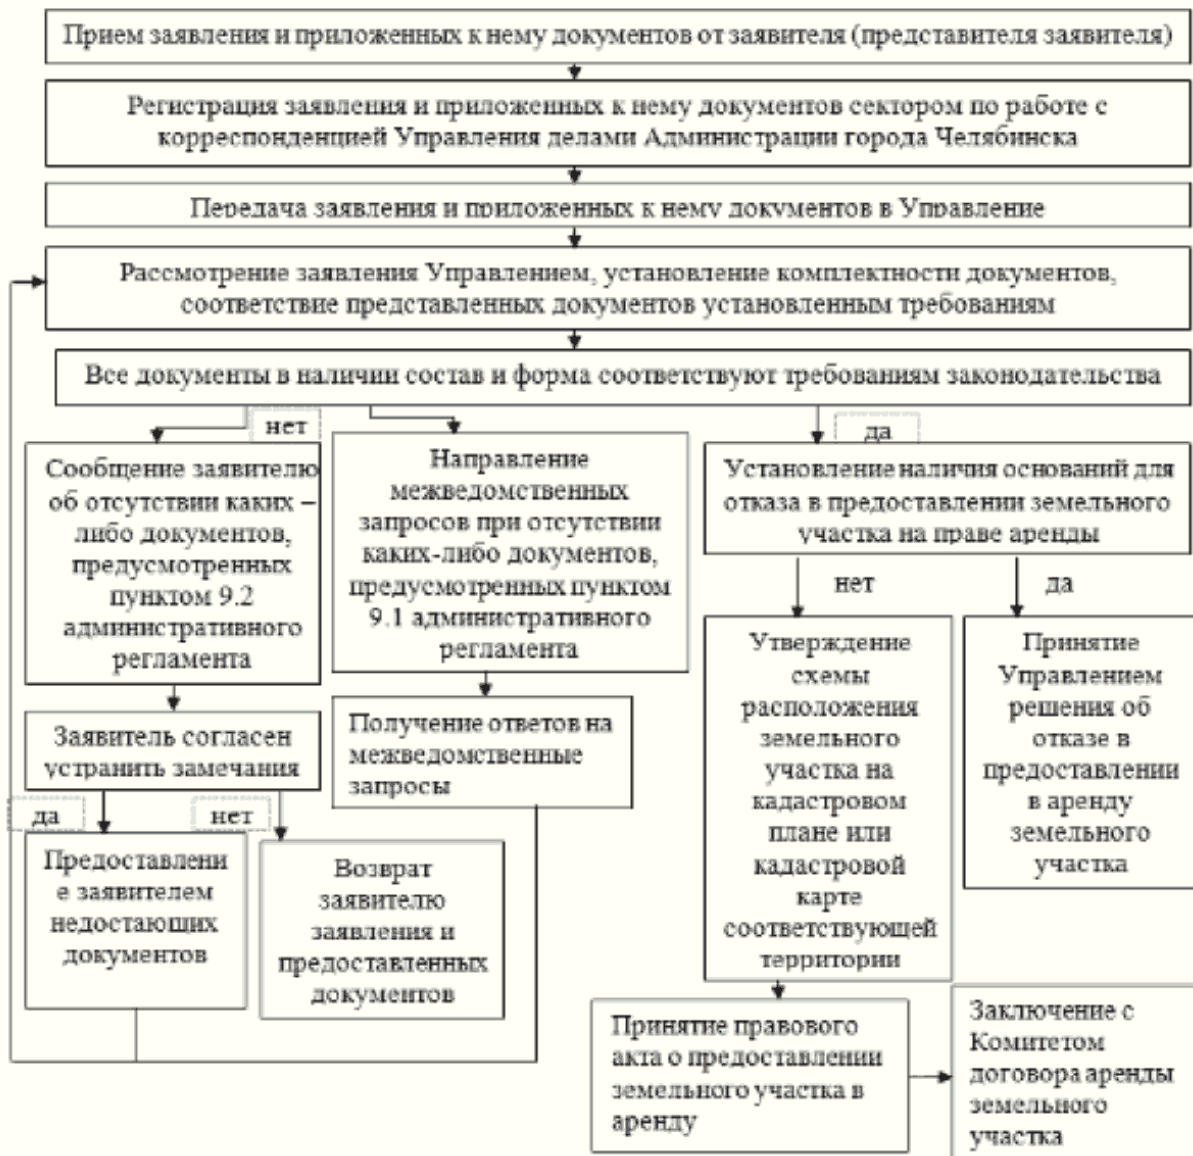 Прием заявления и приложенных к нему документов от заявителя (представителя заявителя)
Регистрация заявления и приложенных к нему документов сектором по работе с
корреспонденцией Управления делами Администрации города Челябинска
Передача заявления и приложенных к нему документов в Управление
Рассмотрение заявления Управлением, установление комплектности документов,
соответствие представленных документов установленным требованиям
Все документы в наличии состав и форма соответствуют требованиям законодательства
нет
Сообщение заявителю
об отсутствии каких –
либо документов,
предусмотренных
пунктом 9.2
административного
регламента
Направление
межведомственных
запросов при отсутствии
каких-либо документов,
предусмотренных пунктом
9.1 административного
регламента
да
Установление наличия оснований для
отказа в предоставлении земельного
участка на праве аренды
Заявитель согласен
устранить замечания
Получение ответов на
межведомственные
запросы
нет
да
Утверждение
схемы
расположения
земельного
участка на
кадастровом
плане или
кадастровой
карте
соответствующей
территории
Принятие
Управлением
решения об
отказе в
предоставлении
в аренду
земельного
участка
да
нет
Предоставлени
е заявителем
недостающих
документов
Возврат
заявителю
заявления и
предоставленных
документов
Принятие правового
акта о предоставлении
земельного участка в
аренду
Заключение с
Комитетом
договора аренды
земельного
участка